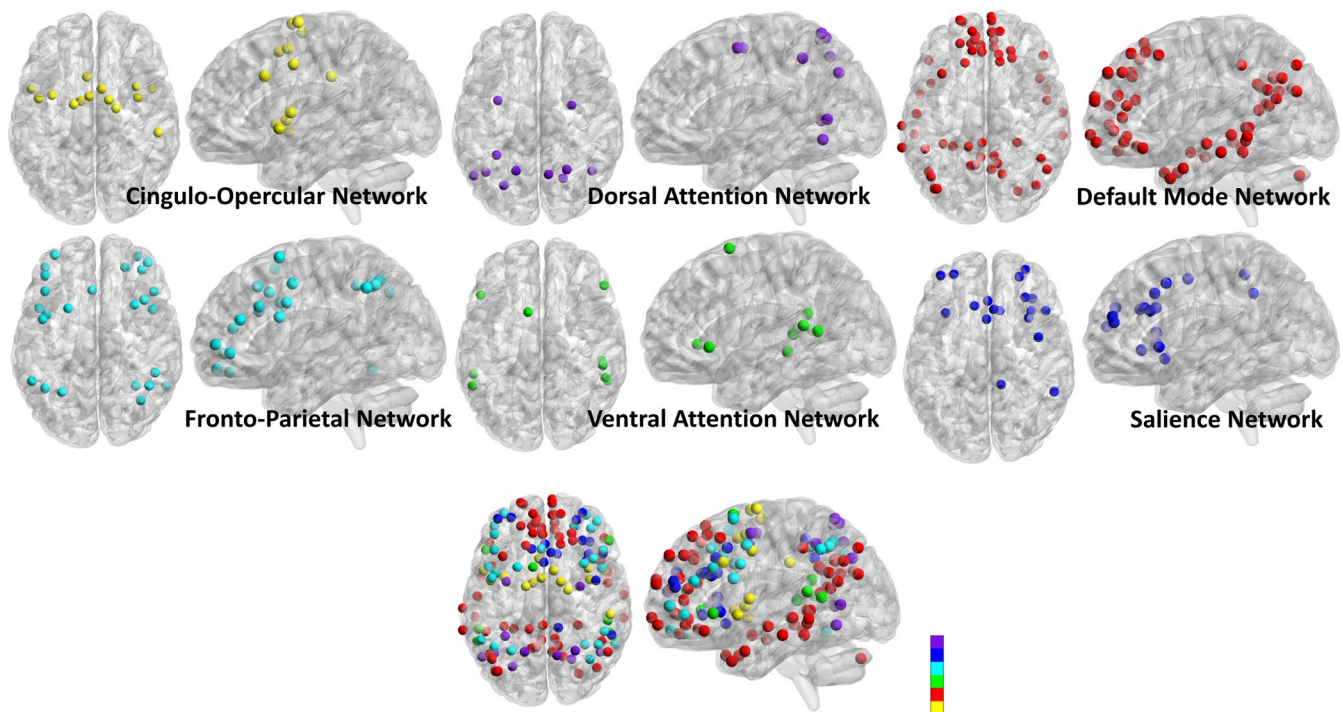 Cingulo-Opercular Network
Dorsal Attention Network
Default Mode Network
Fronto-Parietal Network
Ventral Attention Network
Salience Network